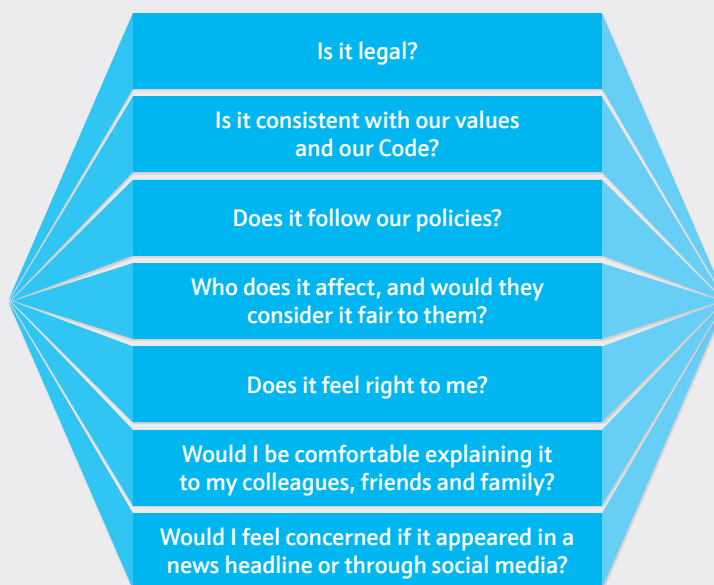 Is it legal?
Is it consistent with our values
and our Code?
Does it follow our policies?
Who does it affect, and would they
consider it fair to them?
Does it feel right to me?
Would I be comfortable explaining it
to my colleagues, friends and family?
Would I feel concerned if it appeared in a
news headline or through social media?